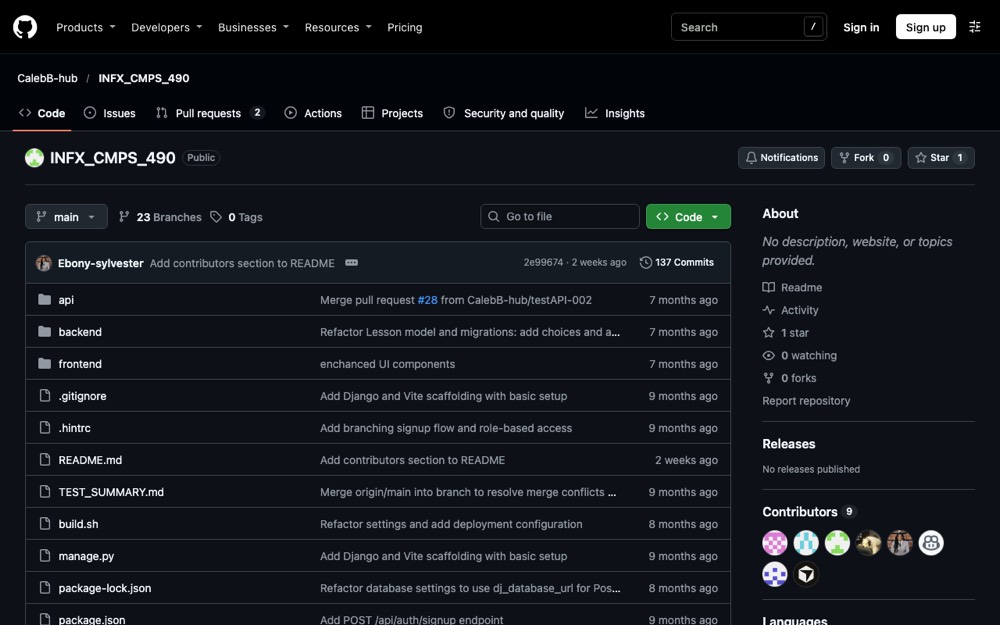 Products Developers Businesses Resources Pricing Search / Sign in Sign up
CalebB-hub / INFX_CMPS_490
Code Issues Pull requests 2 Actions Projects Security and quality Insights
INFX_CMPS_490 Public Notifications Fork 0 Star 1
main 23 Branches 0 Tags Go to file Code
Ebony-sylvester Add contributors section to README 2e99674 · 2 weeks ago 137 Commits
api Merge pull request #28 from CalebB-hub/testAPI-002 7 months ago
backend Refactor Lesson model and migrations: add choices and a... 7 months ago
frontend enchanced UI components 7 months ago
.gitignore Add Django and Vite scaffolding with basic setup 9 months ago
.hintrc Add branching signup flow and role-based access 9 months ago
README.md Add contributors section to README 2 weeks ago
TEST_SUMMARY.md Merge origin/main into branch to resolve merge conflicts ... 9 months ago
build.sh Refactor settings and add deployment configuration 8 months ago
manage.py Add Django and Vite scaffolding with basic setup 9 months ago
package-lock.json Refactor database settings to use dj_database_url for Pos... 8 months ago
package.json Add POST /api/auth/signup endpoint 9 months ago
About
No description, website, or topics
provided.
Readme
Activity
1 star
0 watching
0 forks
Report repository
Releases
No releases published
Contributors 9
Languages